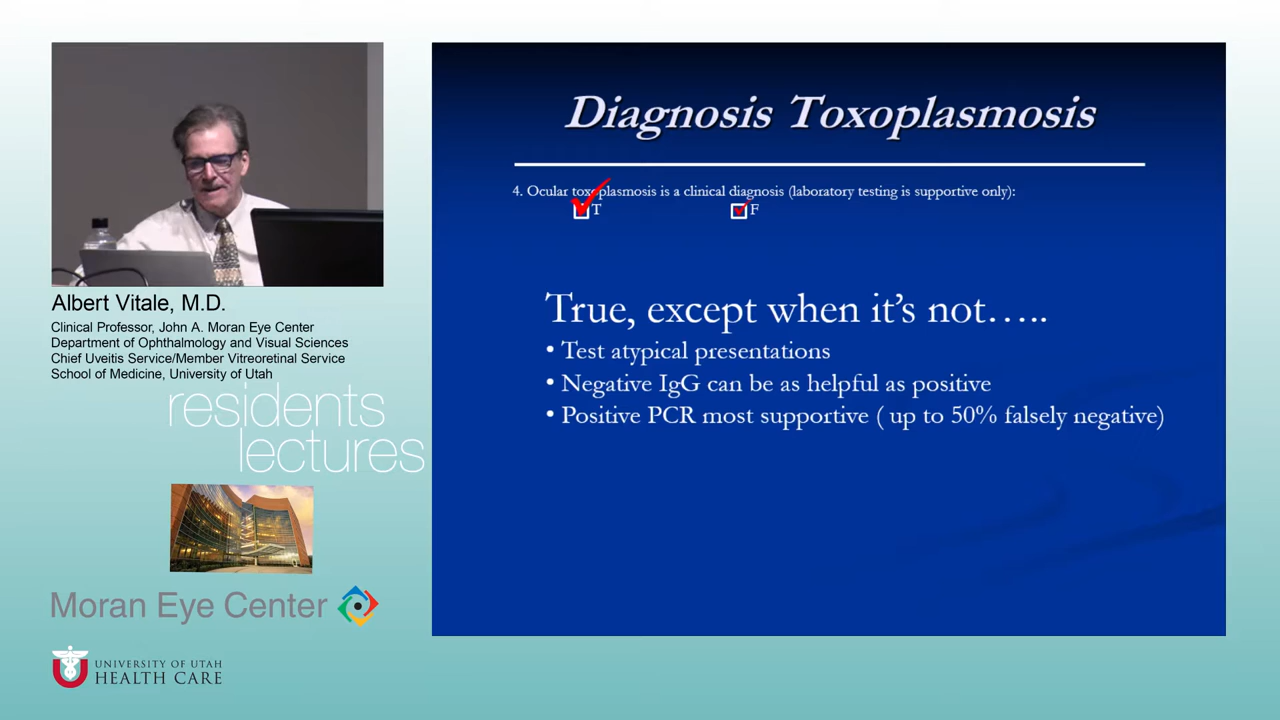 Diagnosis Toxoplasmosis
4. Ocular toxoplasmosis is a clinical diagnosis (laboratory testing is supportive only):
T F
True, except when it's not…..
• Test atypical presentations
• Negative IgG can be as helpful as positive
• Positive PCR most supportive ( up to 50% falsely negative)
Albert Vitale, M.D.
Clinical Professor, John A. Moran Eye Center
Department of Ophthalmology and Visual Sciences
Chief Uveitis Service/Member Vitreoretinal Service
School of Medicine, University of Utah
residents
lectures
Moran Eye Center
UNIVERSITY OF UTAH
HEALTH CARE